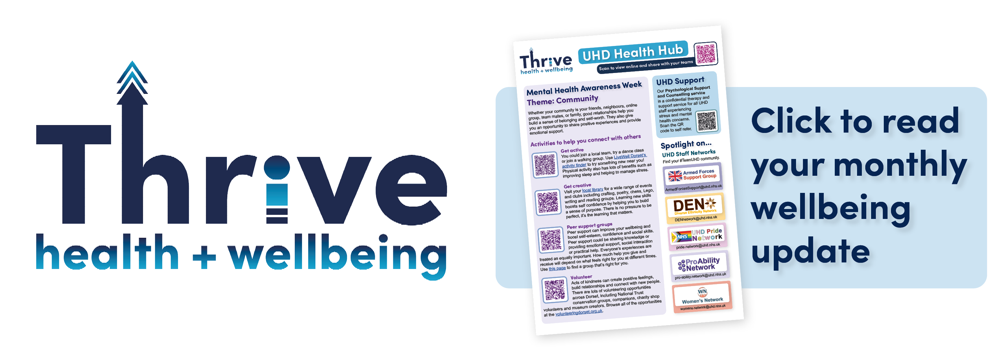 Thrive
health + wellbeing
Thrive
health + wellbeing
UHD Health Hub
Scan to view online and share with your teams
Mental Health Awareness Week
Theme: Community
Whether your community is your friends, neighbours, online
group, team mates, or family, good relationships help you
build a sense of belonging and self-worth. They also give
you an opportunity to share positive experiences and provide
emotional support.
Activities to help you connect with others
Get active
You could join a local team, try a dance class
or join a walking group. Use LiveWell Dorset's
activity finder to try something new near you!
Physical activity also has lots of benefits such as
improving sleep and helping to manage stress.
Get creative
Visit your local library for a wide range of events
and clubs including crafting, poetry, chess, Lego,
writing and reading groups. Learning new skills
boosts self confidence by helping you to build
a sense of purpose. There is no pressure to be
perfect, it's the learning that matters.
Peer support groups
Peer support can improve your wellbeing and
boost self-esteem, confidence and social skills.
Peer support could be sharing knowledge or
providing emotional support, social interaction
or practical help. Everyone's experiences are
treated as equally important. How much help you give and
receive will depend on what feels right for you at different times.
Use this page to find a group that's right for you.
Volunteer
Acts of kindness can create positive feelings,
build relationships and connect with new people.
There are lots of volunteering opportunities
across Dorset, including National Trust
conservation groups, companions, charity shop
volunteers and museum creators. Browse all of the opportunities
at the volunteeringdorset.org.uk.
UHD Support
Our Psychological Support
and Counselling service
is a confidential therapy and
support service for all UHD
staff experiencing
stress and mental
health concerns.
Scan the QR
code to self refer.
Spotlight on...
UHD Staff Networks
Find your #TeamUHD community.
Armed Forces
Support Group
ArmedForcesSupport@uhd.nhs.uk
DEN
Diverse Ethnicity Network
DENnetwork@uhd.nhs.uk
NHS UHD Pride
Network
pride.network@uhd.nhs.uk
ProAbility
Network
pro-ability.network@uhd.nhs.uk
WN
Women's Network
womens.network@uhd.nhs.uk
Click to read
your monthly
wellbeing
update